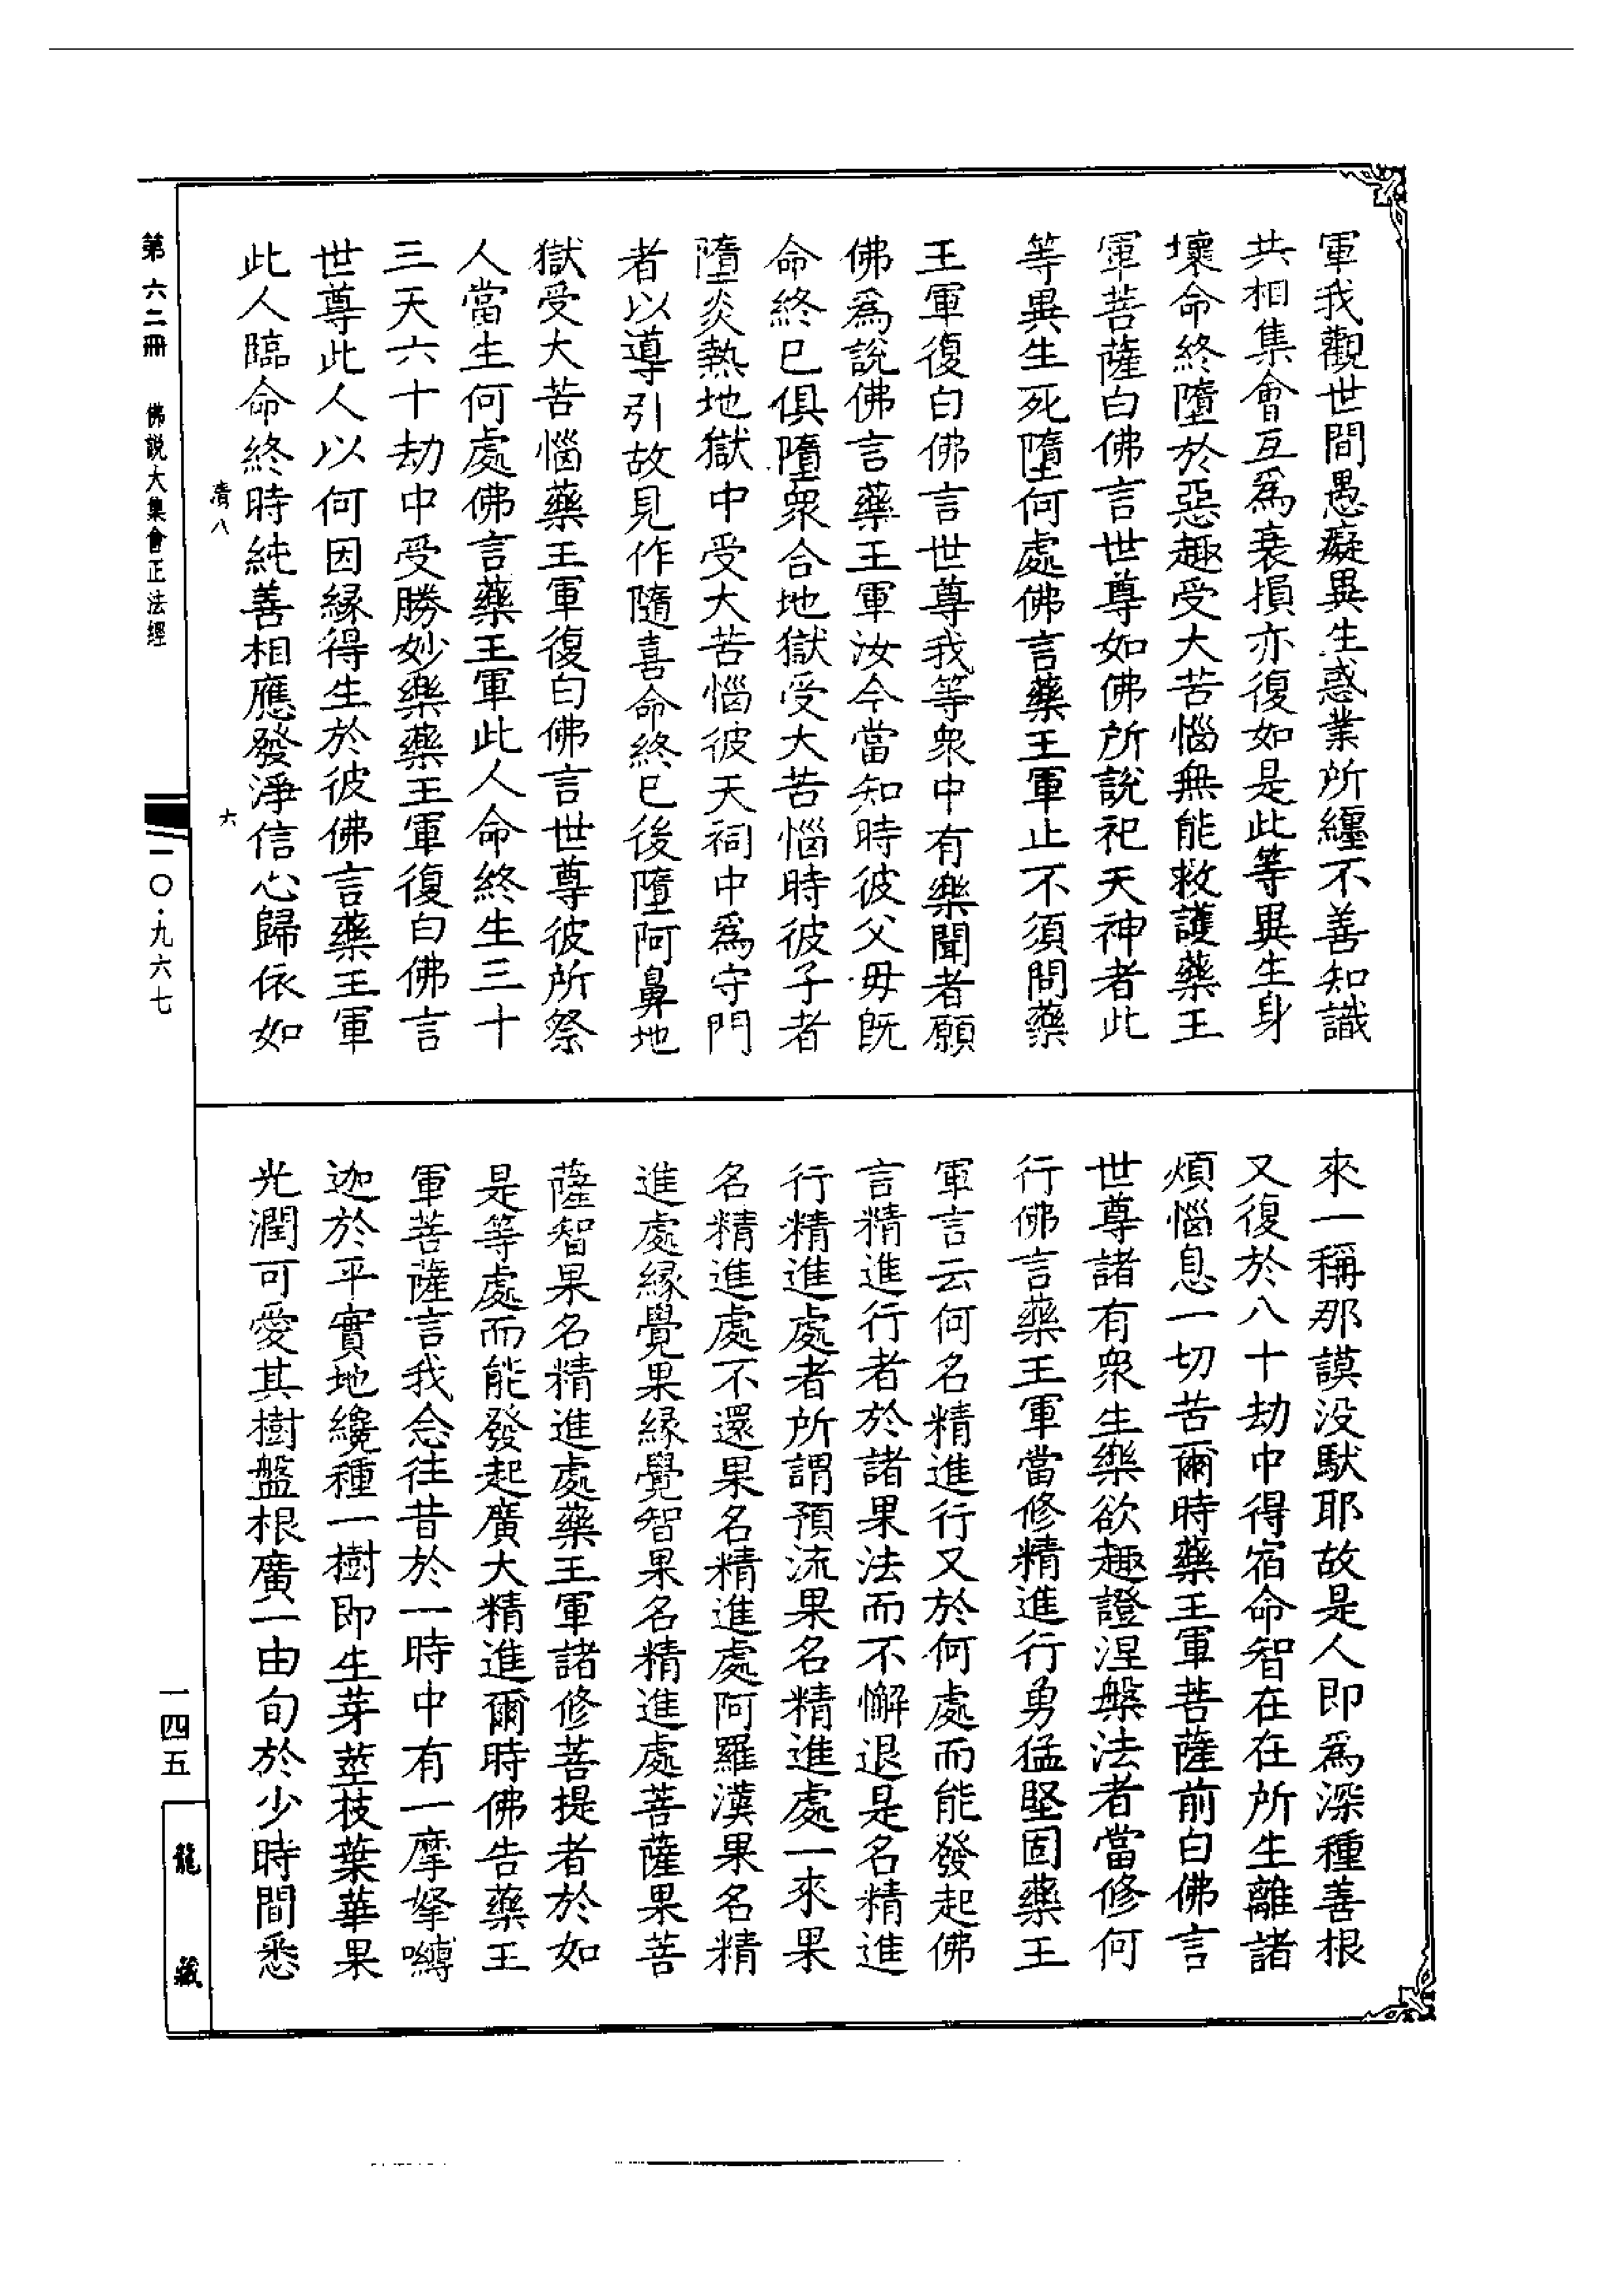 軍我觀世間愚癡異生惑業所纏不善知識
共相集會互爲衰損亦復如是此等異生身
壞命終墮於惡趣受大苦惱無能救護藥王
軍菩薩白佛言世尊如佛所說祀天神者此
等異生死墮何處佛言藥王軍止不須問藥
王軍復白佛言世尊我等衆中有樂聞者願
佛爲說佛言藥王軍汝今當知時彼父母旣
命終已俱墮衆合地獄受大苦惱時彼子者
墮炎熱地獄中受大苦惱彼天祠中爲守門
者以導引故見作隨喜命終已後墮阿鼻地
獄受大苦惱藥王軍復白佛言世尊彼所祭
人當生何處佛言藥王軍此人命終生三十
三天六十劫中受勝妙樂藥王軍復白佛言
世尊此人以何因緣得生於彼佛言藥王軍
此人臨命終時純善相應發淨信心歸依如
來一稱那謨没馱耶故是人即爲深種善根
又復於八十劫中得宿命智在在所生離諸
煩惱息一切苦爾時藥王軍菩薩前白佛言
世尊諸有衆生樂欲趣證涅槃法者當修何
行佛言藥王軍當修精進行勇猛堅固藥王
軍言云何名精進行又於何處而能發起佛
言精進行者於諸果法而不懈退是名精進
行精進處者所謂預流果名精進處一來果
名精進處不還果名精進處阿羅漢果名精
進處緣覺果緣覺智果名精進處菩薩果菩
薩智果名精進處藥王軍諸修菩提者於如
是等處而能發起廣大精進爾時佛告藥王
軍菩薩言我念往昔於一時中有一摩拏嚩
迦於平實地纔種一樹即生芽莖枝葉華果
光潤可愛其樹盤根廣一由旬於少時間悉
清八
六
第六二冊 佛說大集會正法經
一〇·九六七
一四五
龍藏